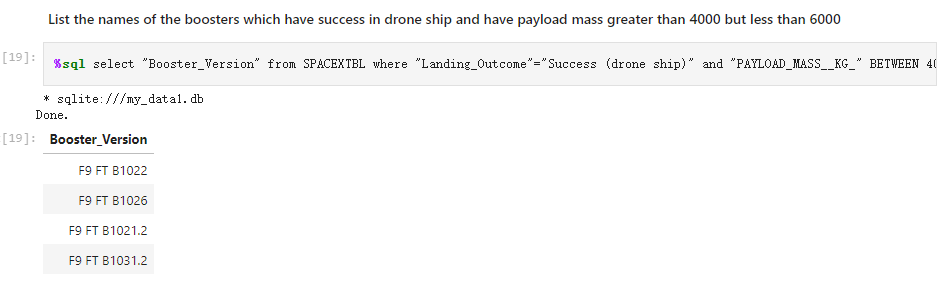 List the names of the boosters which have success in drone ship and have payload mass greater than 4000 but less than 6000
[19]: %sql select "Booster_Version" from SPACEXTBL where "Landing_Outcome"="Success (drone ship)" and "PAYLOAD_MASS__KG_" BETWEEN 40
* sqlite:///my_data1.db
Done.
[19]: Booster_Version
F9 FT B1022
F9 FT B1026
F9 FT B1021.2
F9 FT B1031.2